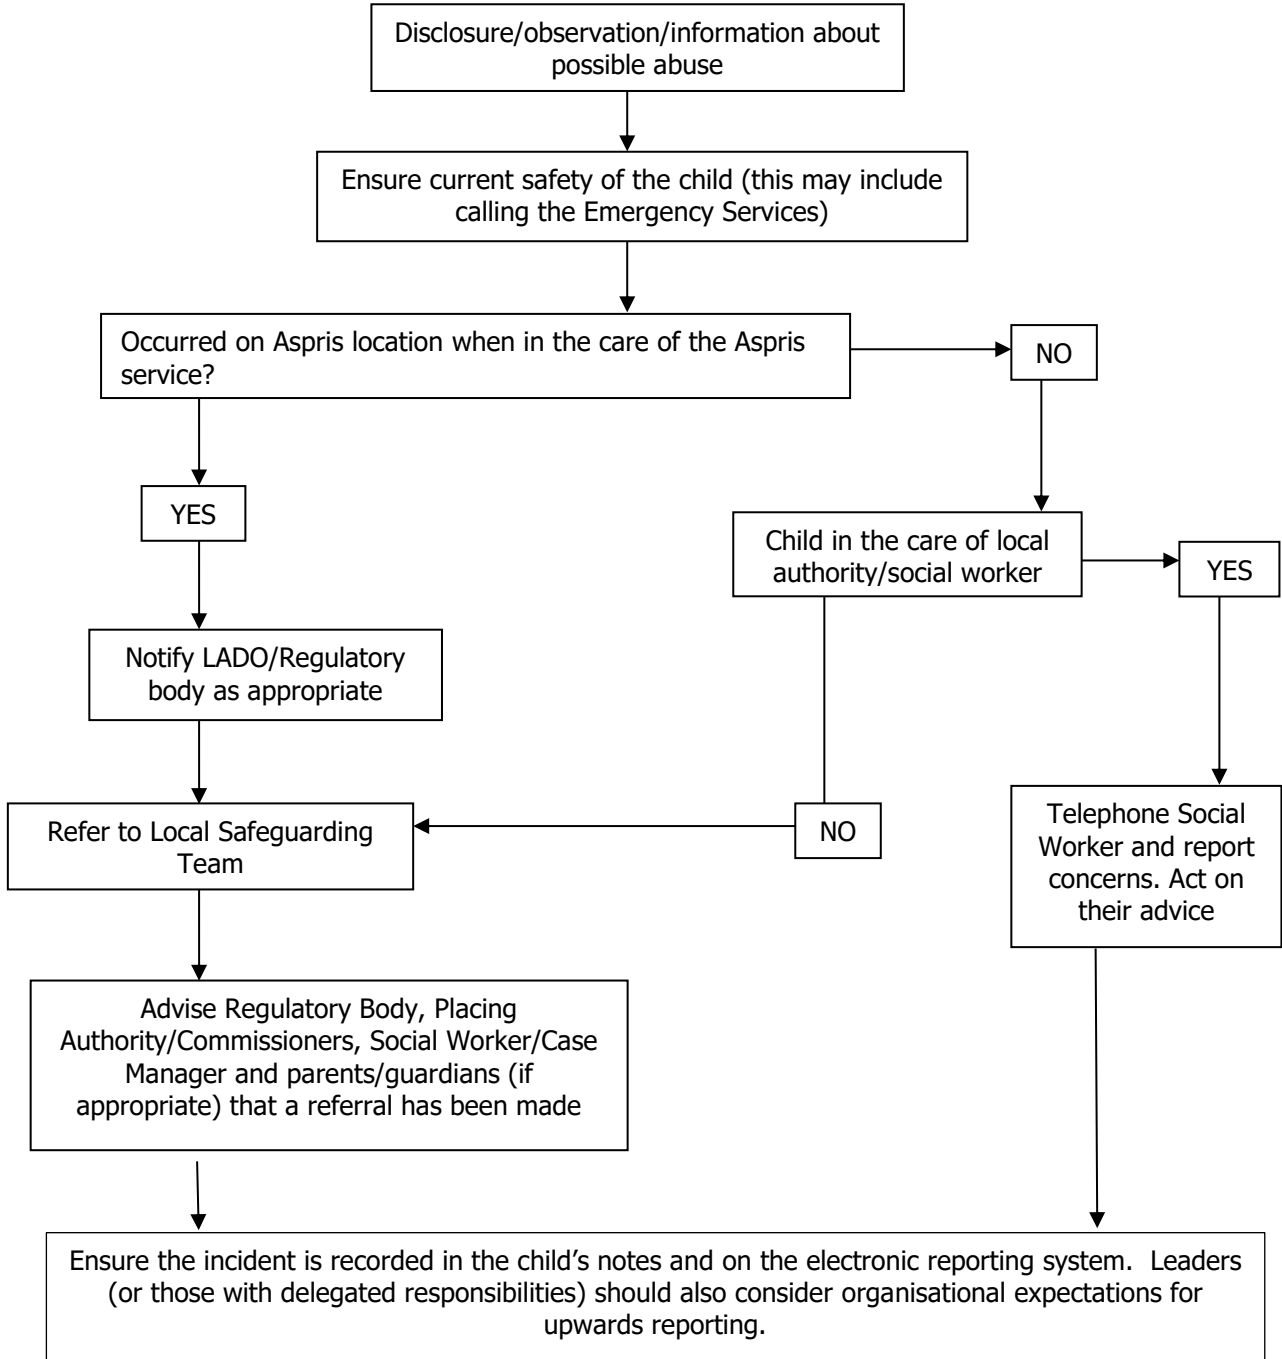 Disclosure/observation/information about
possible abuse
Ensure current safety of the child (this may include
calling the Emergency Services)
Occurred on Aspris location when in the care of the Aspris
service?
NO
YES
Child in the care of local
authority/social worker
YES
Notify LADO/Regulatory
body as appropriate
Refer to Local Safeguarding
Team
NO
Telephone Social
Worker and report
concerns. Act on
their advice
Advise Regulatory Body, Placing
Authority/Commissioners, Social Worker/Case
Manager and parents/guardians (if
appropriate) that a referral has been made
Ensure the incident is recorded in the child’s notes and on the electronic reporting system.  Leaders
(or those with delegated responsibilities) should also consider organisational expectations for
upwards reporting.